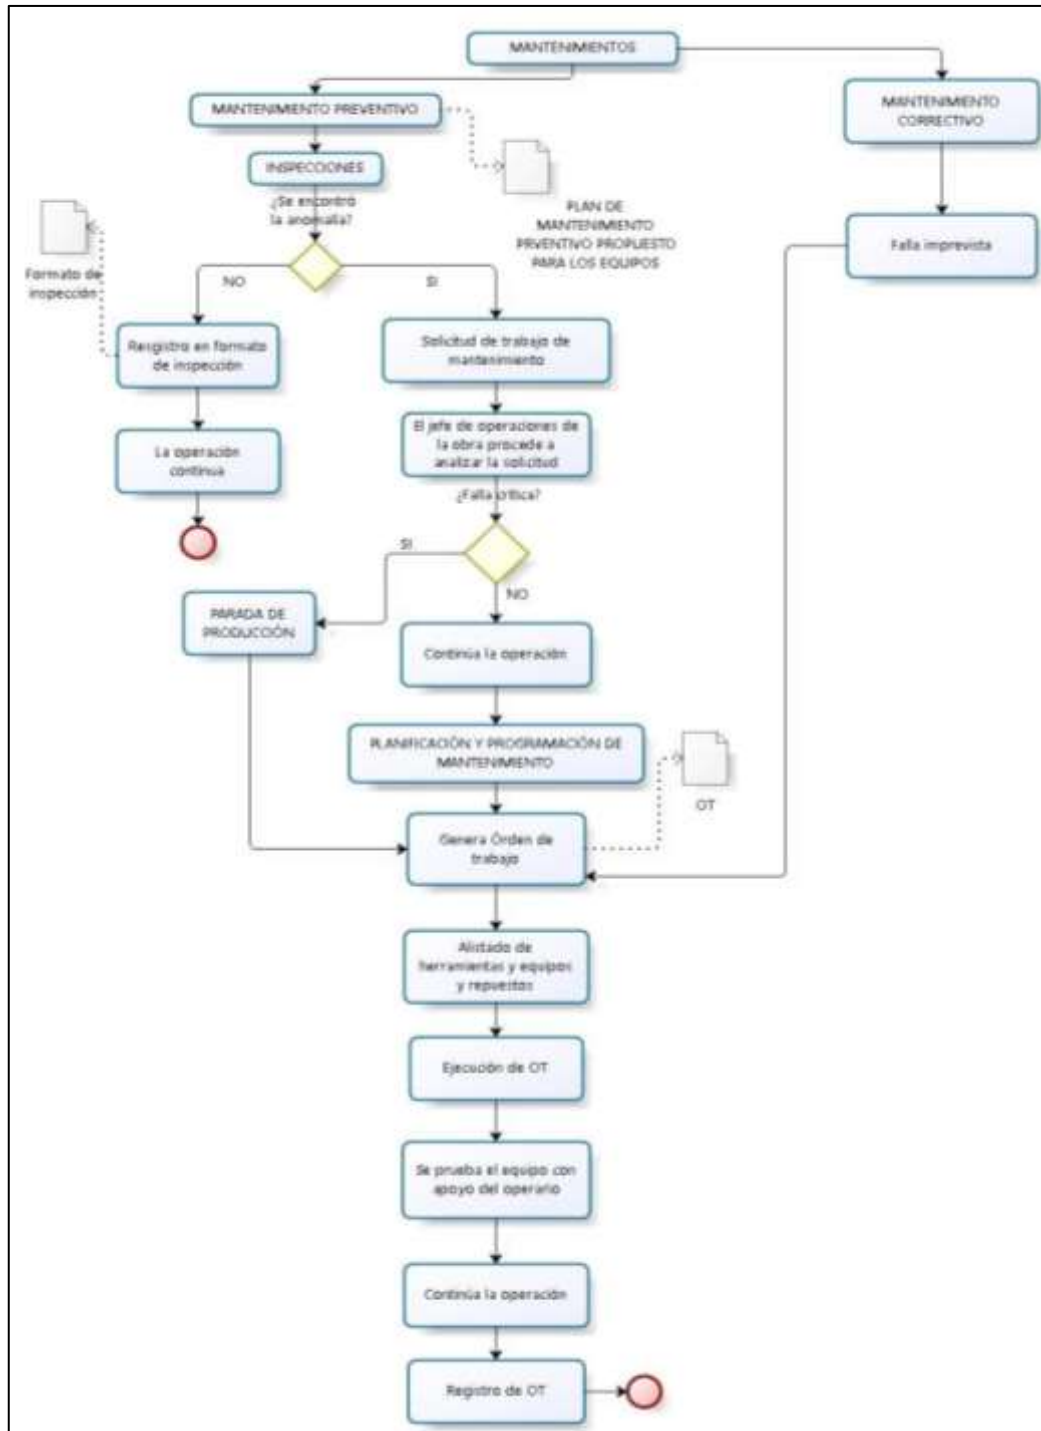 MANTENIMIENTOS
MANTENIMIENTO PREVENTIVO
MANTENIMIENTO
CORRECTIVO
INSPECCIONES
¿Se encontró
la anomalía?
PLAN DE
MANTENIMIENTO
PRVENTIVO PROPUESTO
PARA LOS EQUIPOS
Falla imprevista
Formato de
inspección
NO
SI
Resgistro en formato
de inspección
Solicitud de trabajo de
mantenimiento
La operación
continua
El jefe de operaciones de
la obra procede a
analizar la solicitud
¿Falla crítica?
SI
NO
PARADA DE
PRODUCCIÓN
Continúa la operación
PLANIFICACIÓN Y PROGRAMACIÓN DE
MANTENIMIENTO
OT
Genera Órden de
trabajo
Alistado de
herramientas y equipos
y repuestos
Ejecución de OT
Se prueba el equipo con
apoyo del operario
Continúa la operación
Registro de OT